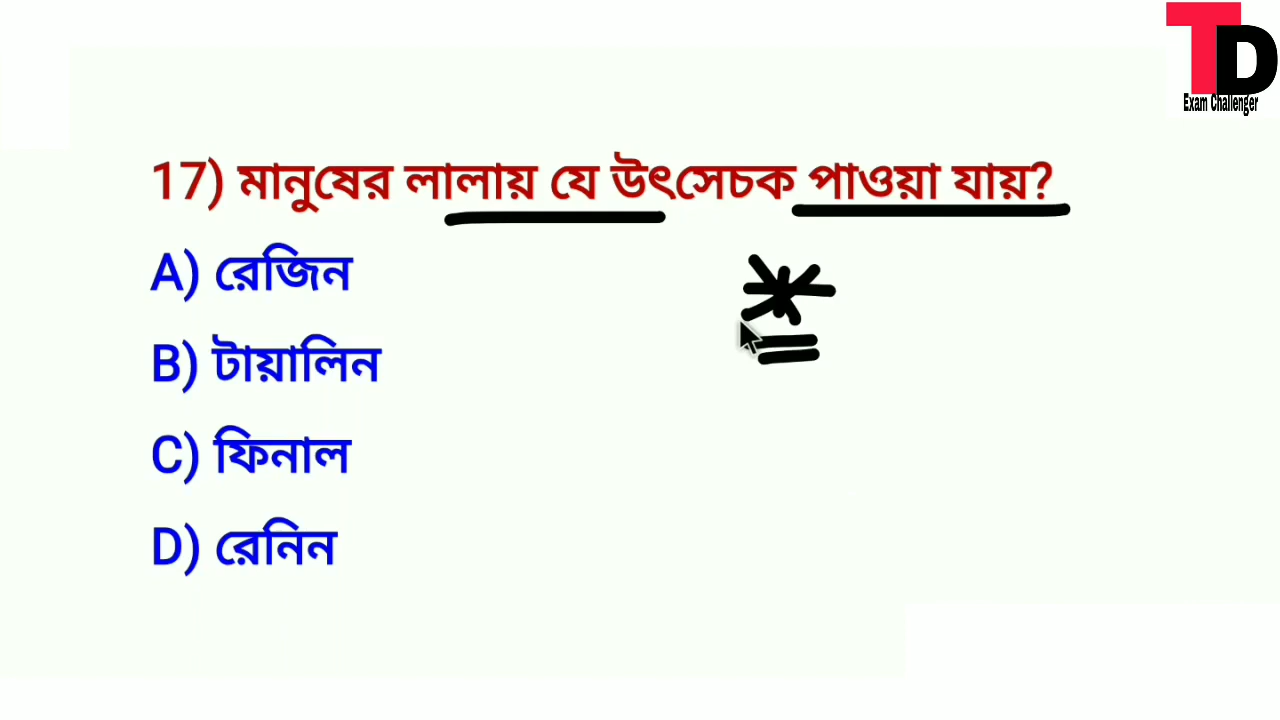 TD
Exam Challenger
17) মানুষের লালায় যে উৎসেচক পাওয়া যায়?
A) রেজিন
B) টায়ালিন
C) ফিনাল
D) রেনিন